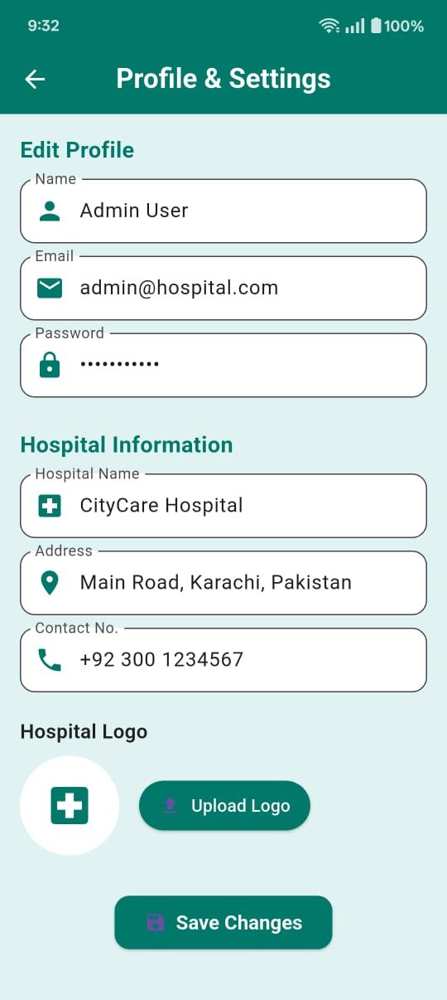 9:32
100%
Profile & Settings
Edit Profile
Name
Admin User
Email
admin@hospital.com
Password
•••••••••••
Hospital Information
Hospital Name
CityCare Hospital
Address
Main Road, Karachi, Pakistan
Contact No.
+92 300 1234567
Hospital Logo
Upload Logo
Save Changes